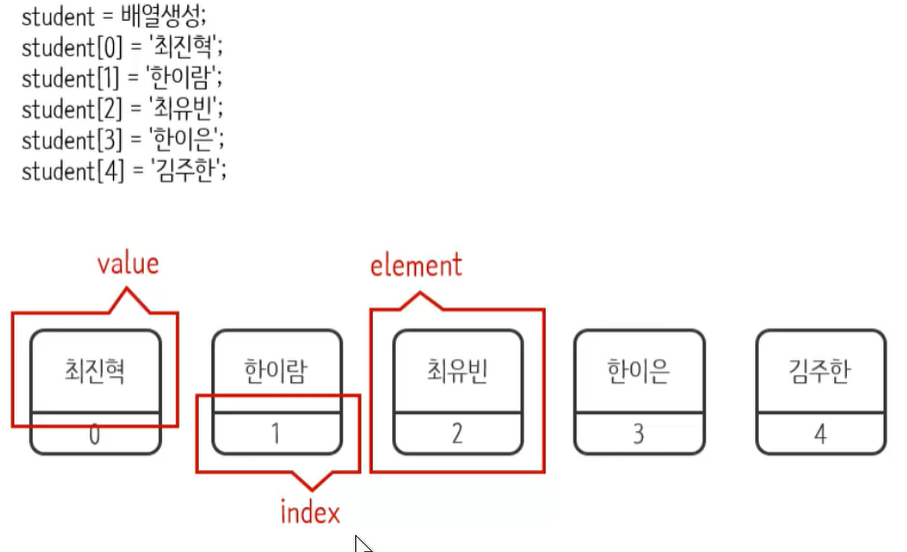 student = 배열생성;
student[0] = '최진혁';
student[1] = '한이람';
student[2] = '최유빈';
student[3] = '한이은';
student[4] = '김주한';
value
element
최진혁 한이람 최유빈 한이은 김주한
0 1 2 3 4
index